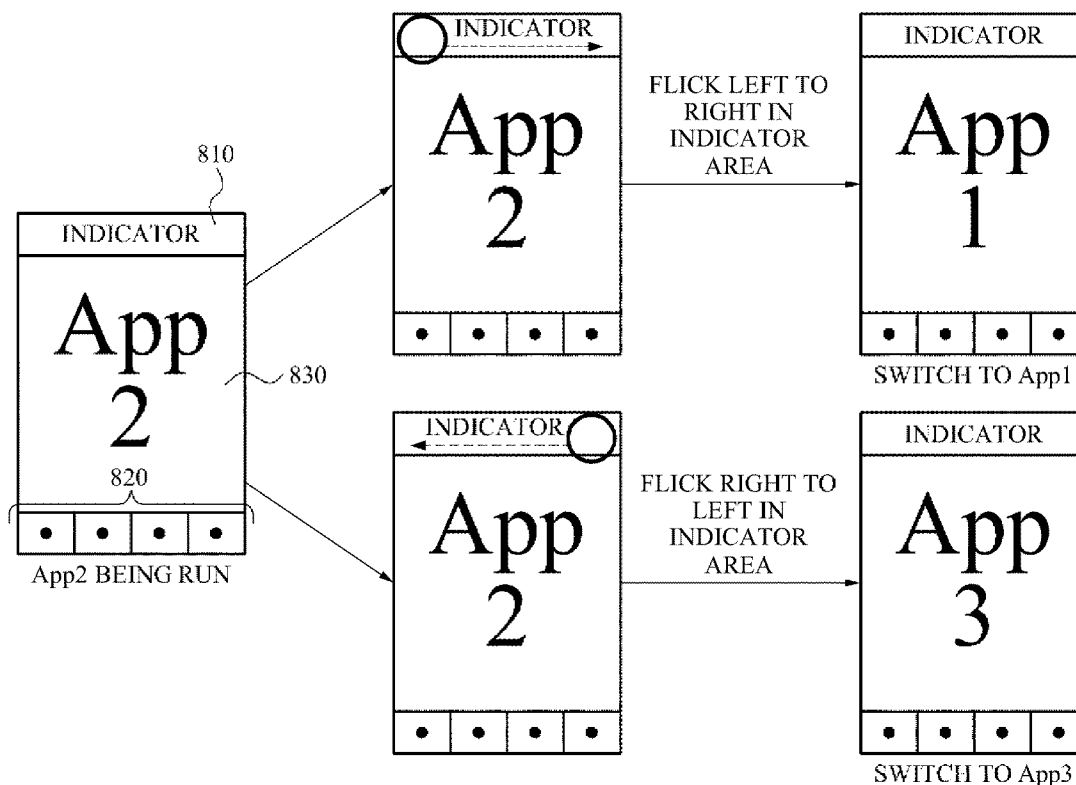 810
INDICATOR
App
2
830
820
App2 BEING RUN
INDICATOR
App
2
FLICK LEFT TO
RIGHT IN
INDICATOR
AREA
INDICATOR
App
1
SWITCH TO App1
INDICATOR
App
2
FLICK RIGHT TO
LEFT IN
INDICATOR
AREA
INDICATOR
App
3
SWITCH TO App3